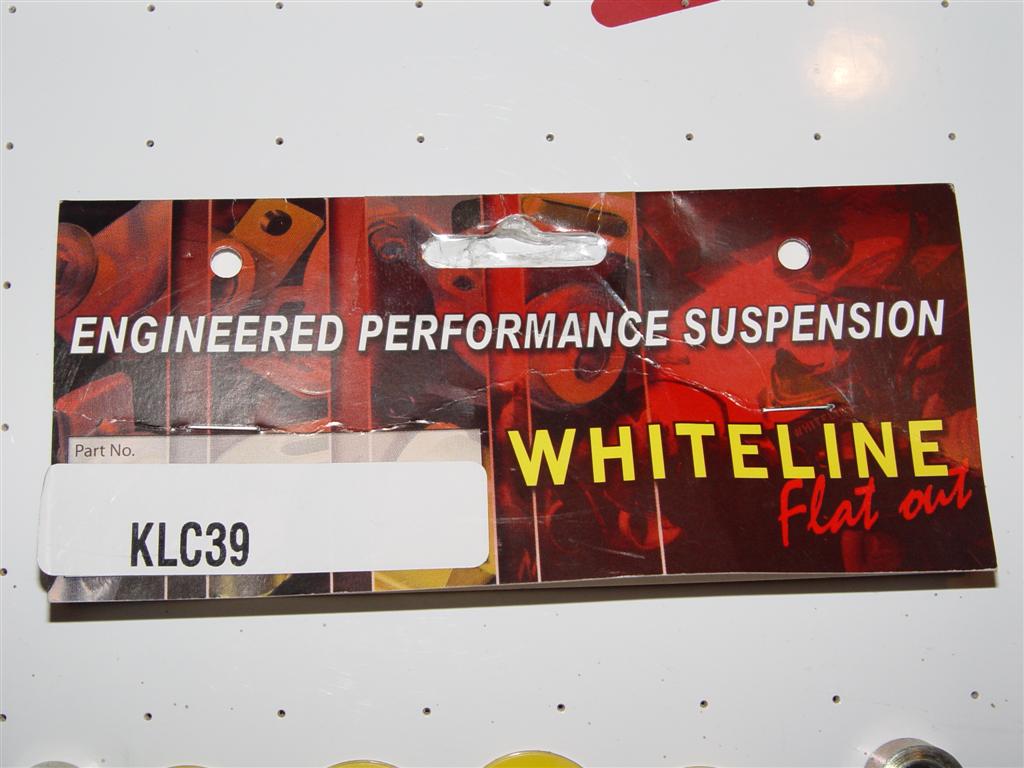 ENGINEERED PERFORMANCE SUSPENSION
WHITELINE
Flat out
Part No.
KLC39